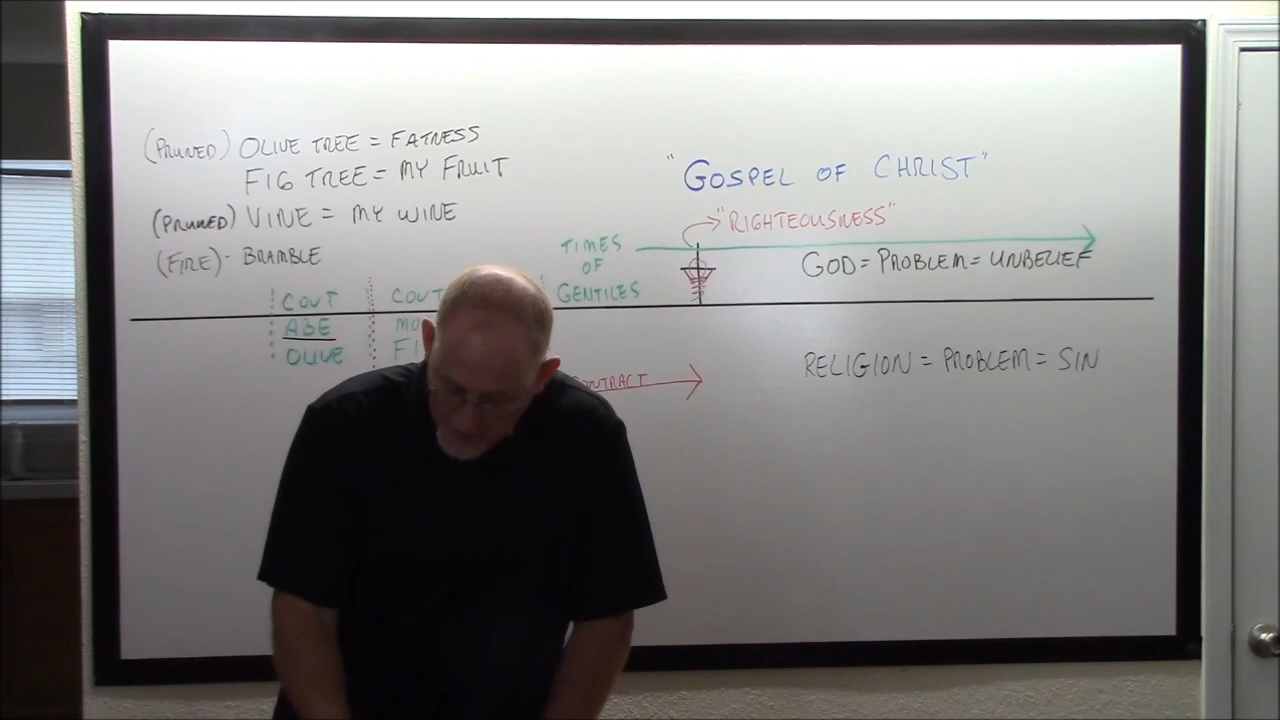 (PRUNED) OLIVE TREE = FATNESS
FIG TREE = MY FRUIT
(PRUNED) VINE = MY WINE
(FIRE)- BRAMBLE
"GOSPEL OF CHRIST"
"RIGHTEOUSNESS"
TIMES
OF
GENTILES
GOD = PROBLEM = UNBELIEF
COVT
ABE
OLIVE
COVT
RELIGION = PROBLEM = SIN